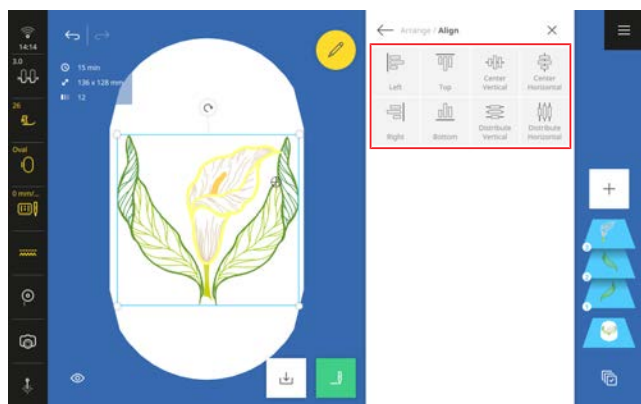 14:14
3.0
26
Oval
0 mm/...
15 min
136 x 128 mm
12
Arrange / Align
Left
Top
Center
Vertical
Center
Horizontal
Right
Bottom
Distribute
Vertical
Distribute
Horizontal